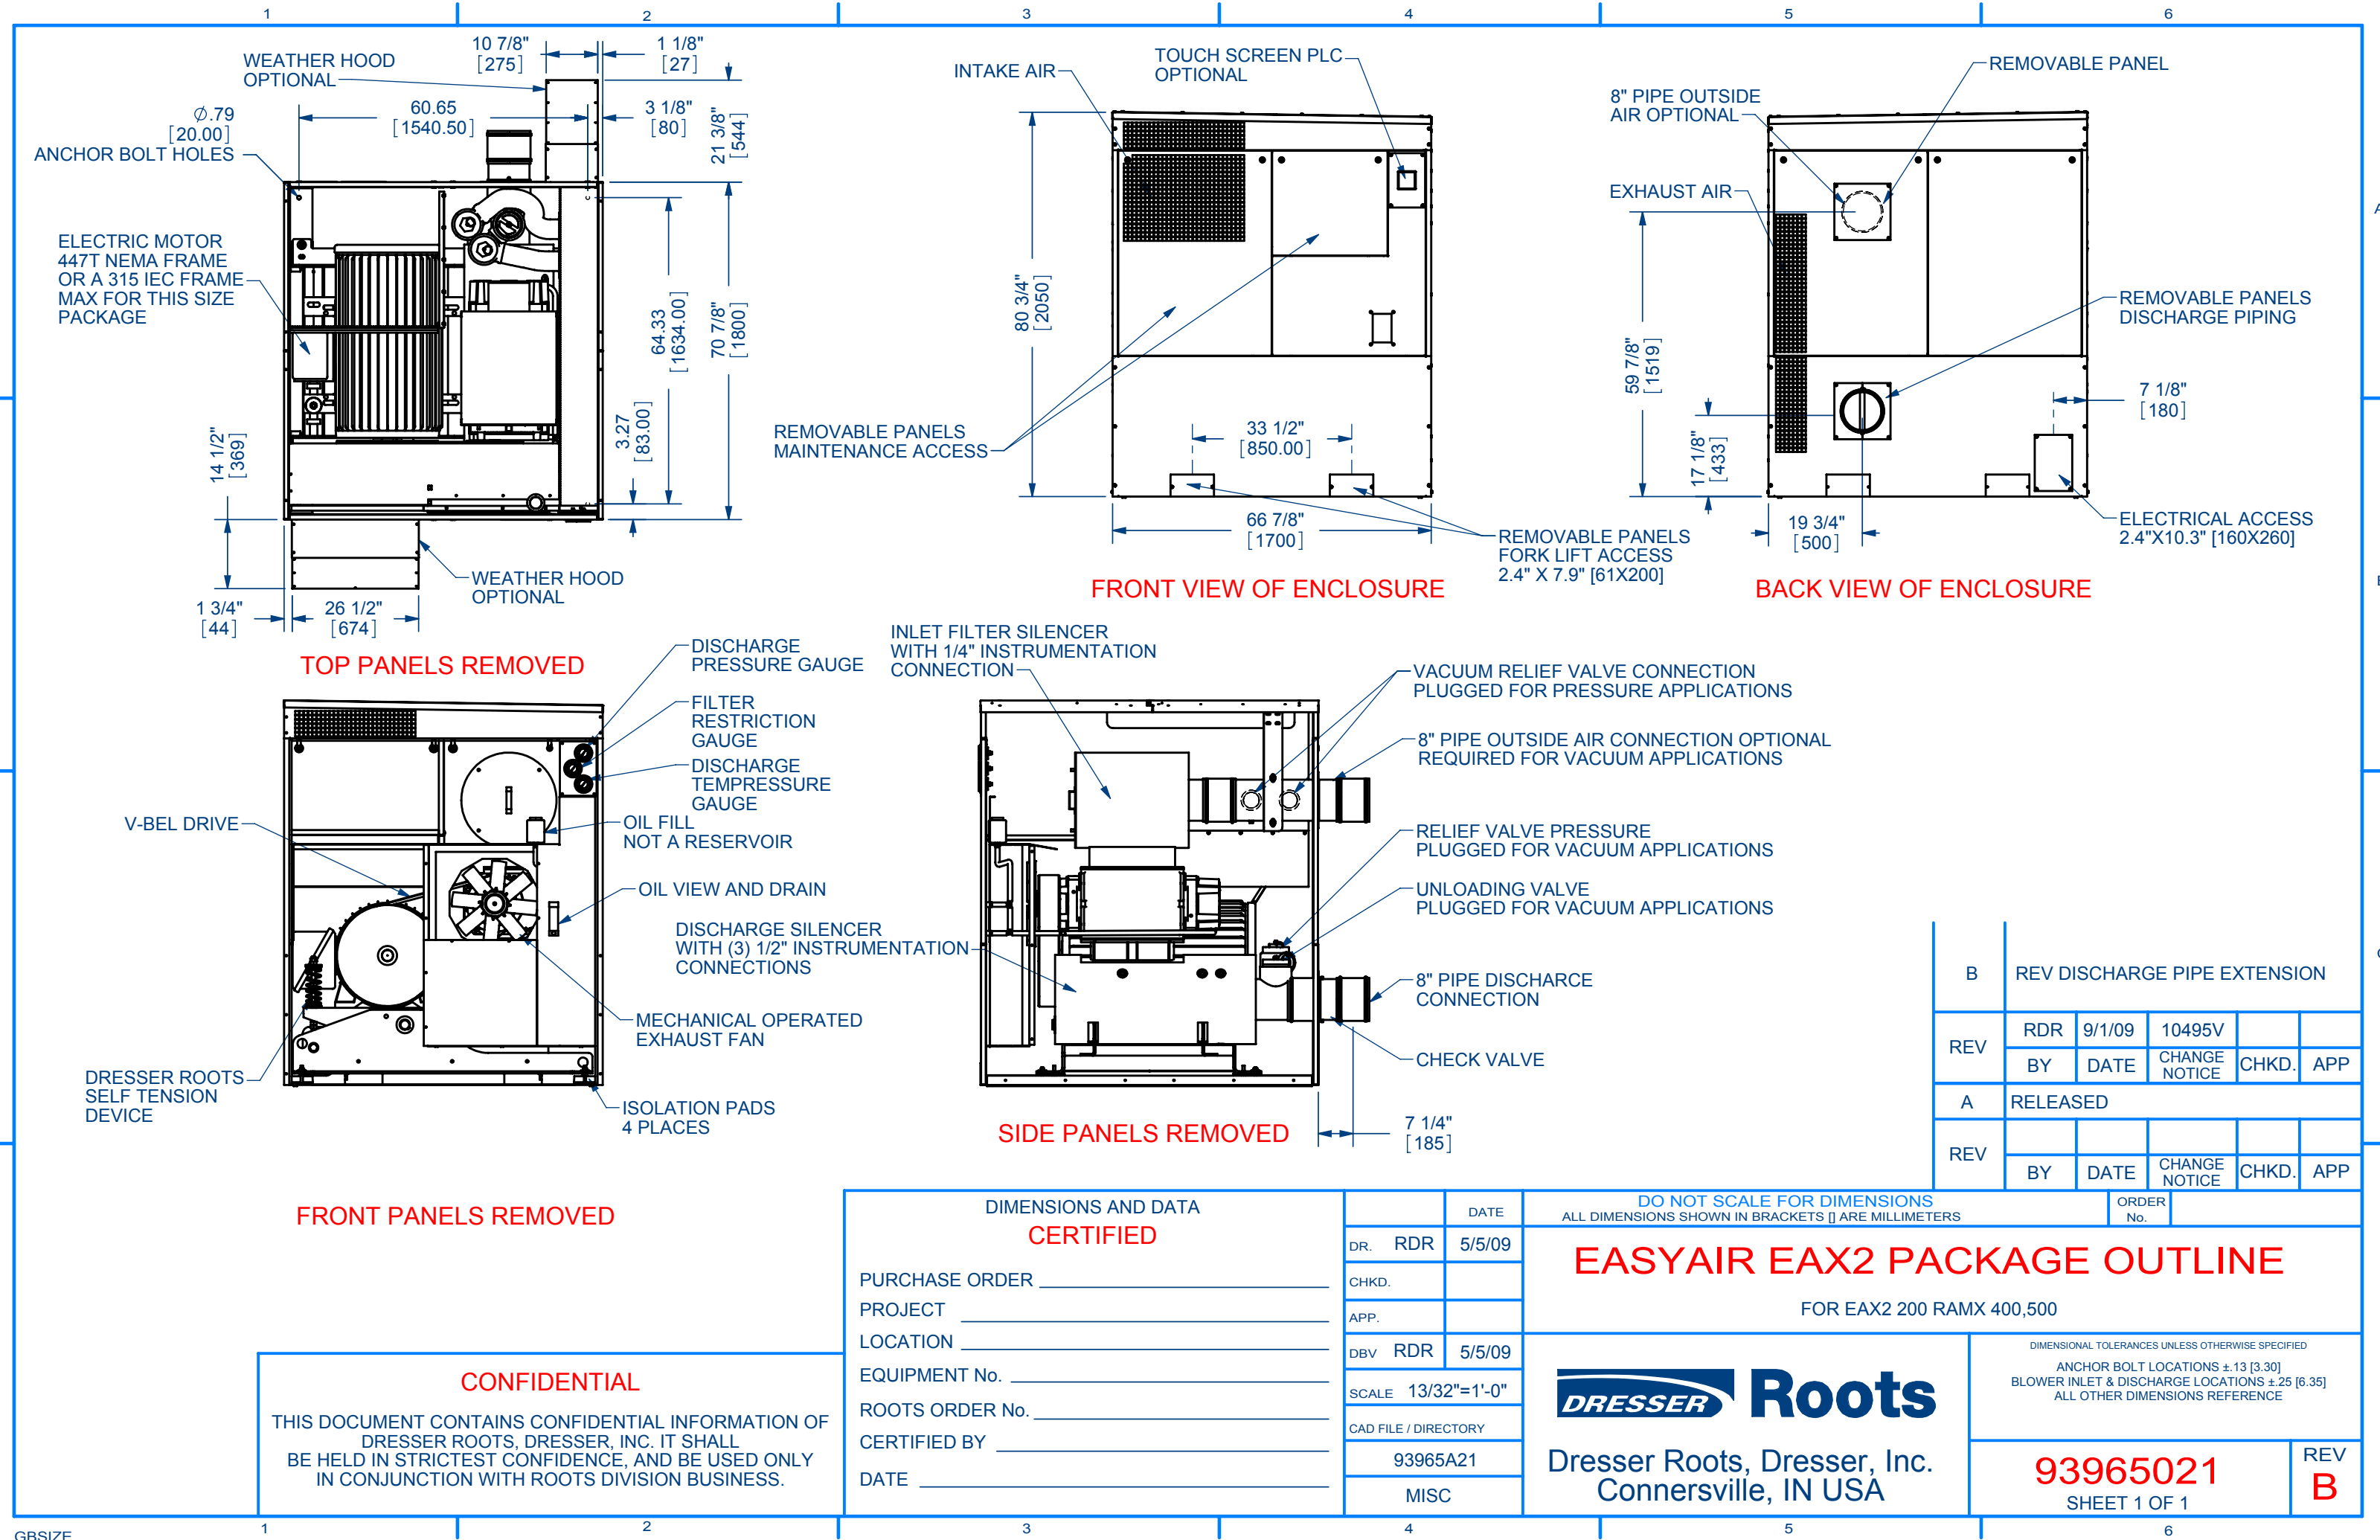 1
2
3
4
5
6
WEATHER HOOD
OPTIONAL
10 7/8"
[275]
1 1/8"
[27]
Ø.79
[20.00]
ANCHOR BOLT HOLES
60.65
[1540.50]
3 1/8"
[80]
21 3/8"
[544]
ELECTRIC MOTOR
447T NEMA FRAME
OR A 315 IEC FRAME
MAX FOR THIS SIZE
PACKAGE
64.33
[1634.00]
70 7/8"
[1800]
3.27
[83.00]
14 1/2"
[369]
WEATHER HOOD
OPTIONAL
1 3/4"
[44]
26 1/2"
[674]
TOP PANELS REMOVED
INTAKE AIR
TOUCH SCREEN PLC
OPTIONAL
80 3/4"
[2050]
REMOVABLE PANELS
MAINTENANCE ACCESS
33 1/2"
[850.00]
66 7/8"
[1700]
REMOVABLE PANELS
FORK LIFT ACCESS
2.4" X 7.9" [61X200]
FRONT VIEW OF ENCLOSURE
REMOVABLE PANEL
8" PIPE OUTSIDE
AIR OPTIONAL
EXHAUST AIR
59 7/8"
[1519]
17 1/8"
[433]
REMOVABLE PANELS
DISCHARGE PIPING
7 1/8"
[180]
19 3/4"
[500]
ELECTRICAL ACCESS
2.4"X10.3" [160X260]
BACK VIEW OF ENCLOSURE
DISCHARGE
PRESSURE GAUGE
FILTER
RESTRICTION
GAUGE
DISCHARGE
TEMPRESSURE
GAUGE
V-BEL DRIVE
OIL FILL
NOT A RESERVOIR
OIL VIEW AND DRAIN
MECHANICAL OPERATED
EXHAUST FAN
DRESSER ROOTS
SELF TENSION
DEVICE
ISOLATION PADS
4 PLACES
FRONT PANELS REMOVED
INLET FILTER SILENCER
WITH 1/4" INSTRUMENTATION
CONNECTION
VACUUM RELIEF VALVE CONNECTION
PLUGGED FOR PRESSURE APPLICATIONS
8" PIPE OUTSIDE AIR CONNECTION OPTIONAL
REQUIRED FOR VACUUM APPLICATIONS
RELIEF VALVE PRESSURE
PLUGGED FOR VACUUM APPLICATIONS
UNLOADING VALVE
PLUGGED FOR VACUUM APPLICATIONS
DISCHARGE SILENCER
WITH (3) 1/2" INSTRUMENTATION
CONNECTIONS
8" PIPE DISCHARCE
CONNECTION
CHECK VALVE
7 1/4"
[185]
SIDE PANELS REMOVED
B REV DISCHARGE PIPE EXTENSION
REV RDR 9/1/09 10495V
BY DATE CHANGE NOTICE CHKD. APP
A RELEASED
REV
BY DATE CHANGE NOTICE CHKD. APP
DIMENSIONS AND DATA
CERTIFIED
PURCHASE ORDER
PROJECT
LOCATION
EQUIPMENT No.
ROOTS ORDER No.
CERTIFIED BY
DATE
DATE
DR. RDR 5/5/09
CHKD.
APP.
DBV RDR 5/5/09
SCALE 13/32"=1'-0"
CAD FILE / DIRECTORY
93965A21
MISC
DO NOT SCALE FOR DIMENSIONS
ALL DIMENSIONS SHOWN IN BRACKETS [] ARE MILLIMETERS
ORDER
No.
EASYAIR EAX2 PACKAGE OUTLINE
FOR EAX2 200 RAMX 400,500
DRESSER Roots
Dresser Roots, Dresser, Inc.
Connersville, IN USA
DIMENSIONAL TOLERANCES UNLESS OTHERWISE SPECIFIED
ANCHOR BOLT LOCATIONS ±.13 [3.30]
BLOWER INLET & DISCHARGE LOCATIONS ±.25 [6.35]
ALL OTHER DIMENSIONS REFERENCE
93965021
SHEET 1 OF 1
REV
B
CONFIDENTIAL
THIS DOCUMENT CONTAINS CONFIDENTIAL INFORMATION OF
DRESSER ROOTS, DRESSER, INC. IT SHALL
BE HELD IN STRICTEST CONFIDENCE, AND BE USED ONLY
IN CONJUNCTION WITH ROOTS DIVISION BUSINESS.
1
2
3
4
5
6